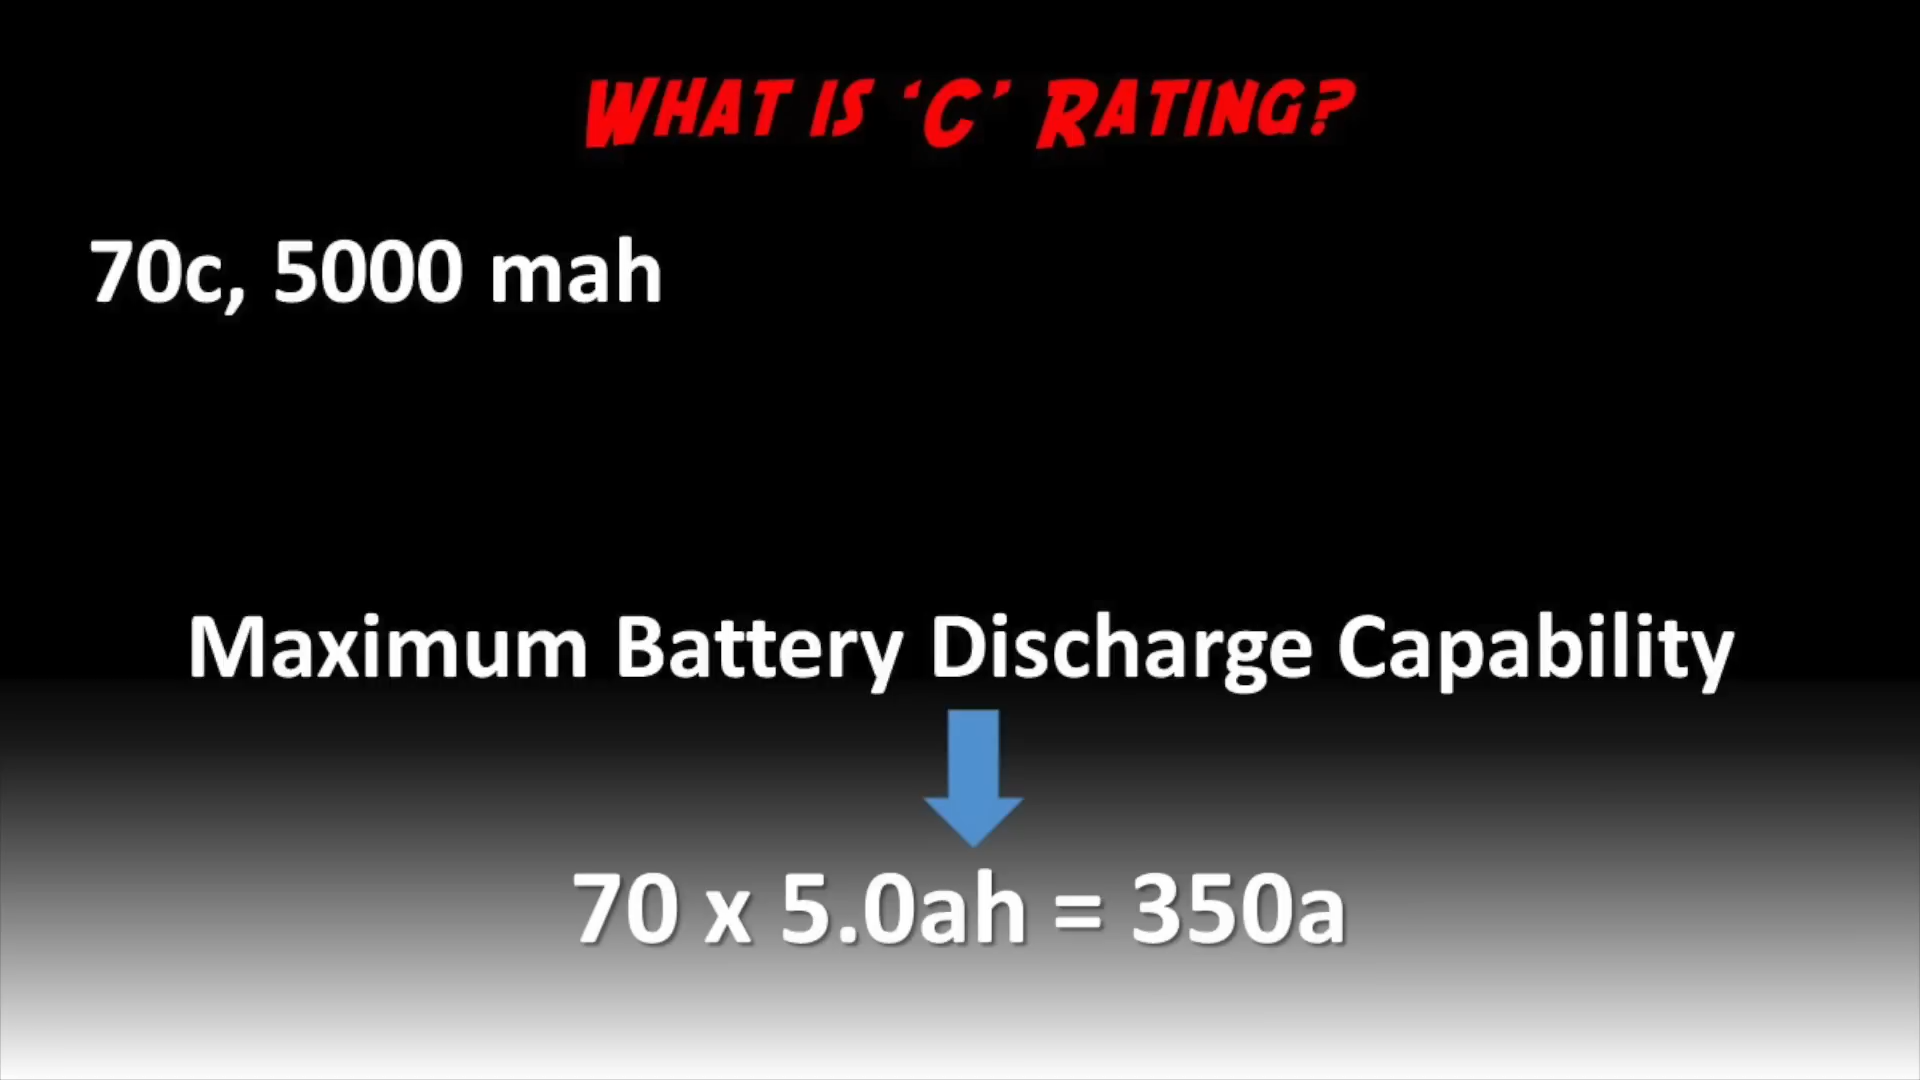 What is ‘C’ Rating?
70c, 5000 mah
Maximum Battery Discharge Capability
70 x 5.0ah = 350a